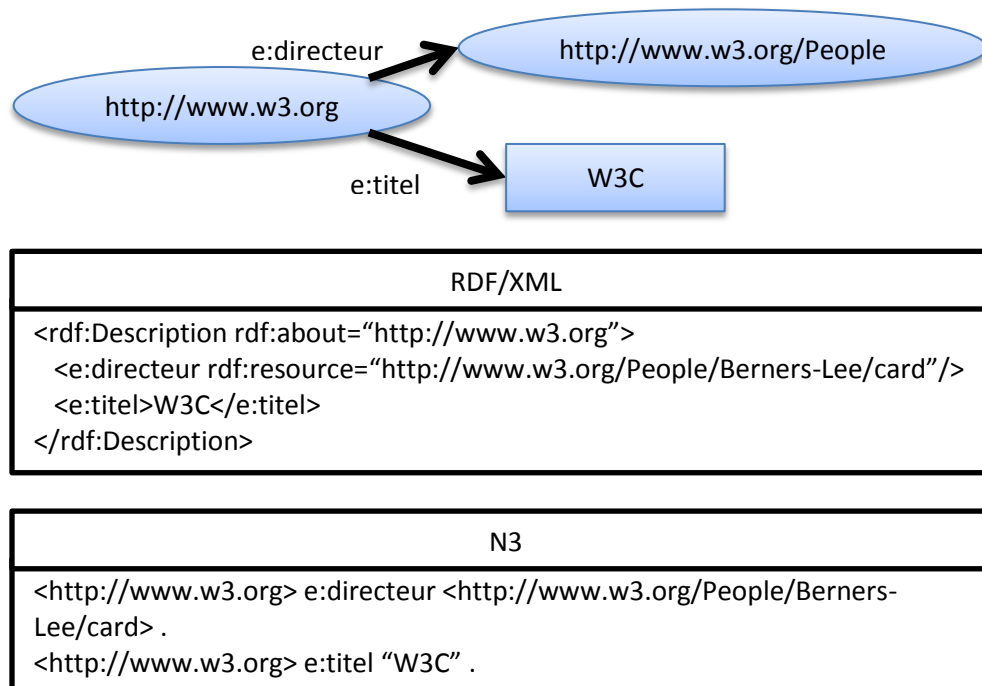 e:directeur
http://www.w3.org/People
http://www.w3.org
e:titel
W3C
RDF/XML
<rdf:Description rdf:about=“http://www.w3.org”>
<e:directeur rdf:resource=“http://www.w3.org/People/Berners-Lee/card”/>
<e:titel>W3C</e:titel>
</rdf:Description>
N3
<http://www.w3.org> e:directeur <http://www.w3.org/People/Berners-
Lee/card> .
<http://www.w3.org> e:titel “W3C” .